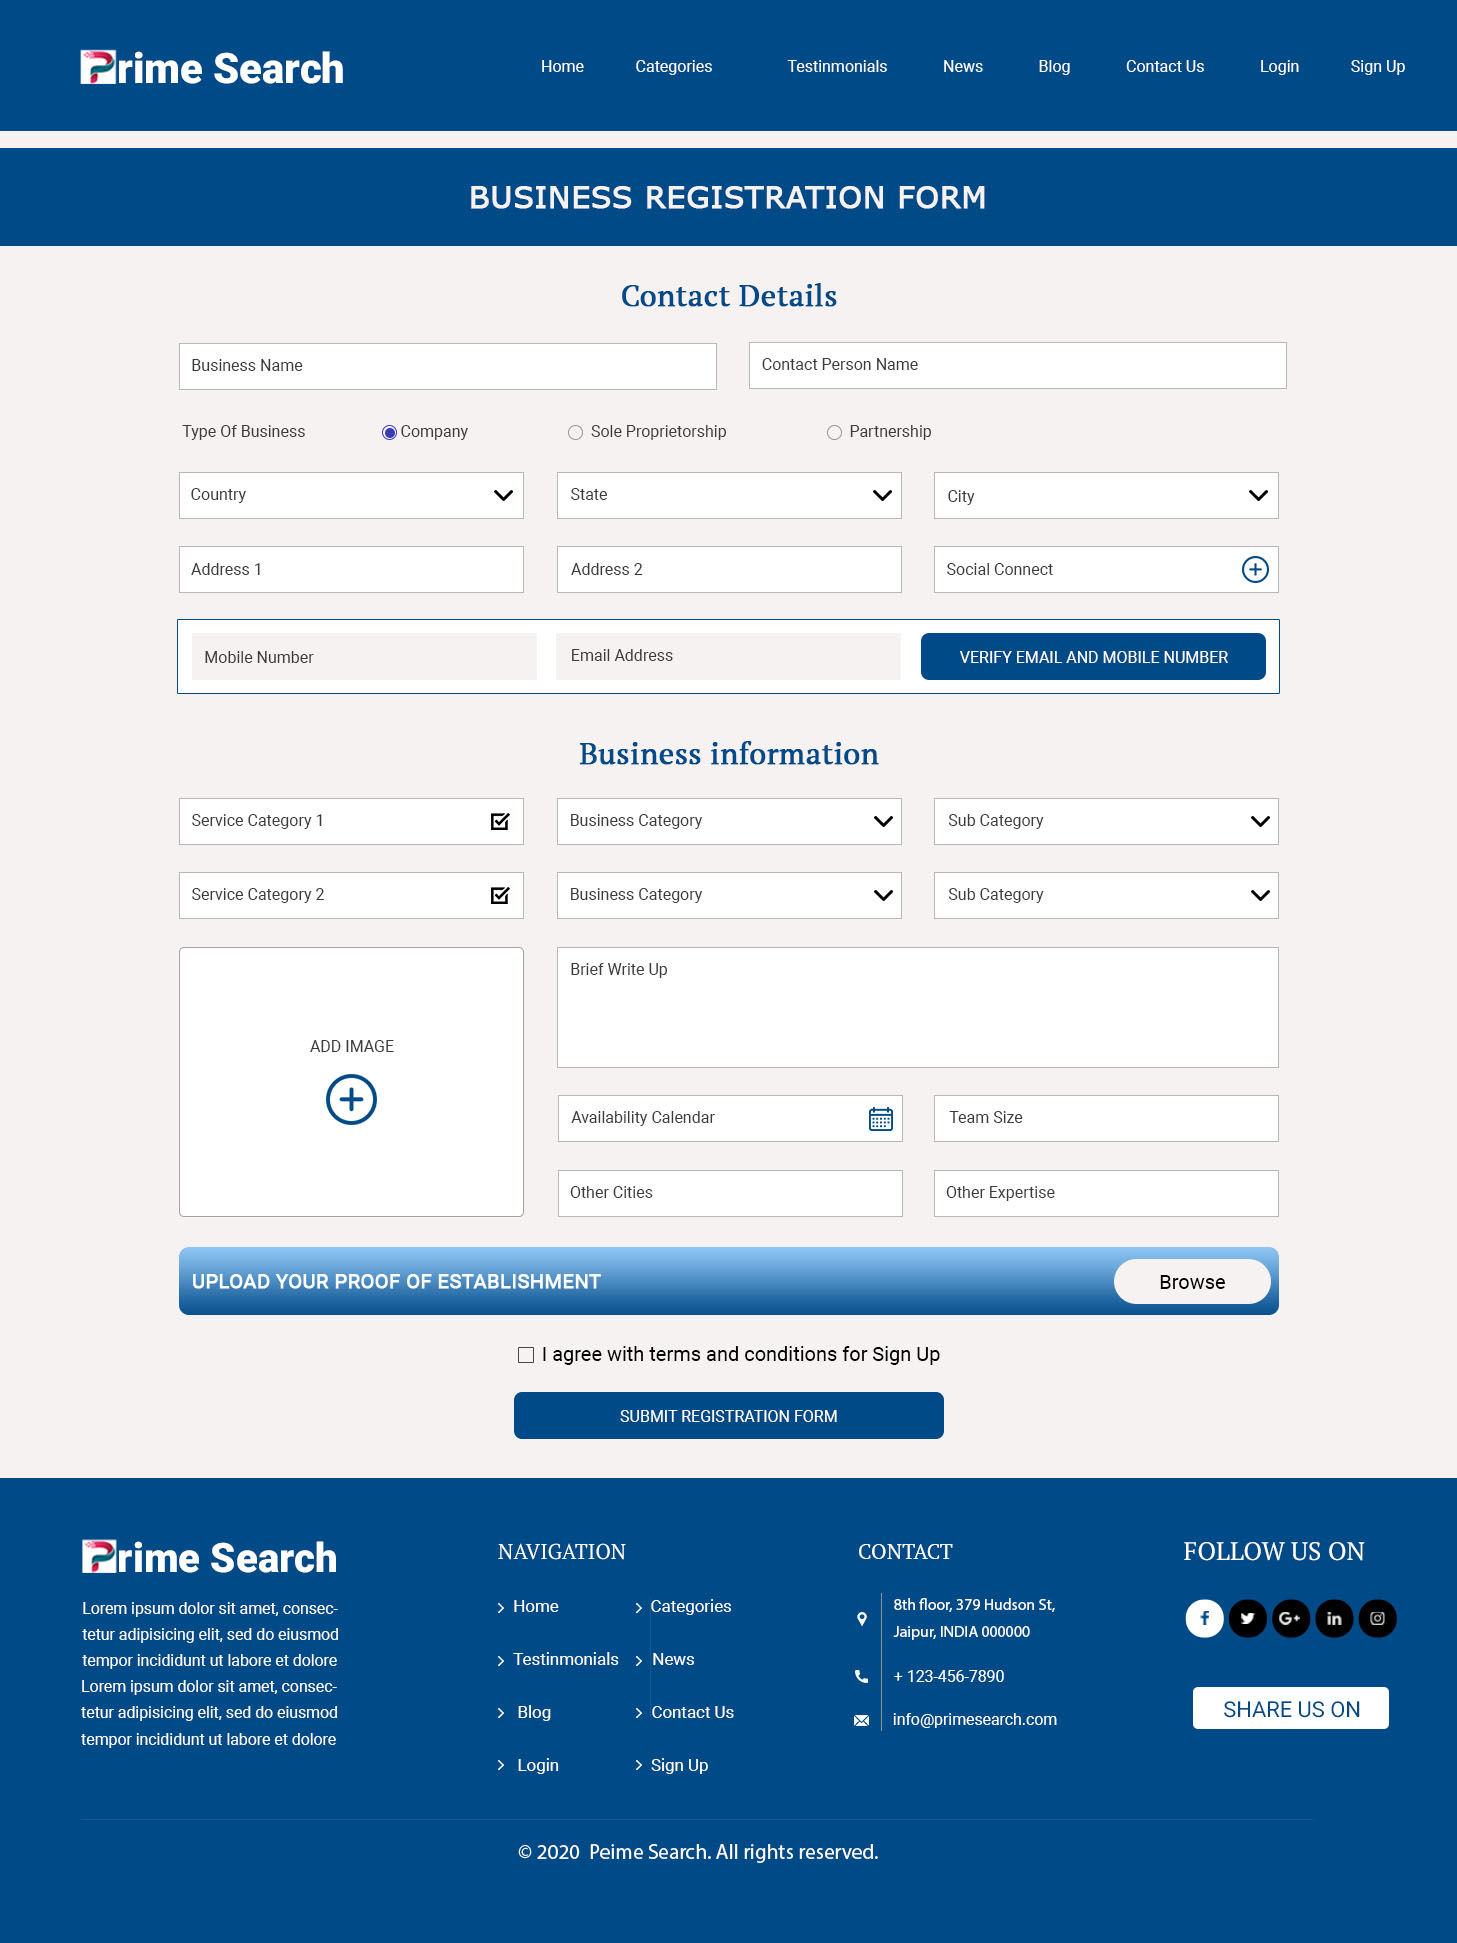 Prime Search
Home Categories Testinmonials News Blog Contact Us Login Sign Up
BUSINESS REGISTRATION FORM
Contact Details
Business Name Contact Person Name
Type Of Business Company Sole Proprietorship Partnership
Country State City
Address 1 Address 2 Social Connect
Mobile Number Email Address VERIFY EMAIL AND MOBILE NUMBER
Business information
Service Category 1 Business Category Sub Category
Service Category 2 Business Category Sub Category
ADD IMAGE
Brief Write Up
Availability Calendar Team Size
Other Cities Other Expertise
UPLOAD YOUR PROOF OF ESTABLISHMENT Browse
I agree with terms and conditions for Sign Up
SUBMIT REGISTRATION FORM
Prime Search
Lorem ipsum dolor sit amet, consec-
tetur adipisicing elit, sed do eiusmod
tempor incididunt ut labore et dolore
Lorem ipsum dolor sit amet, consec-
tetur adipisicing elit, sed do eiusmod
tempor incididunt ut labore et dolore
NAVIGATION
Home Categories
Testinmonials News
Blog Contact Us
Login Sign Up
CONTACT
8th floor, 379 Hudson St,
Jaipur, INDIA 000000
+ 123-456-7890
info@primesearch.com
FOLLOW US ON
f G+ in
SHARE US ON
© 2020 Peime Search. All rights reserved.